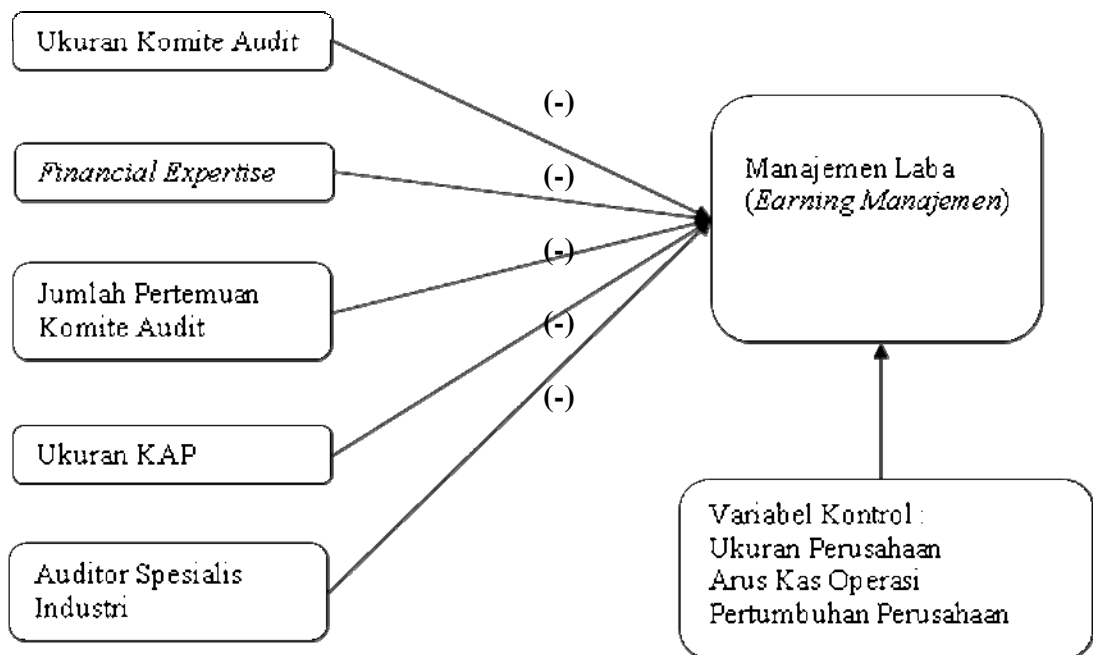 Ukuran Komite Audit
(-)
Financial Expertise
(-)
Manajemen Laba
(Earning Manajemen)
(-)
Jumlah Pertemuan
Komite Audit
(-)
(-)
Ukuran KAP
Auditor Spesialis
Industri
Variabel Kontrol :
Ukuran Perusahaan
Arus Kas Operasi
Pertumbuhan Perusahaan